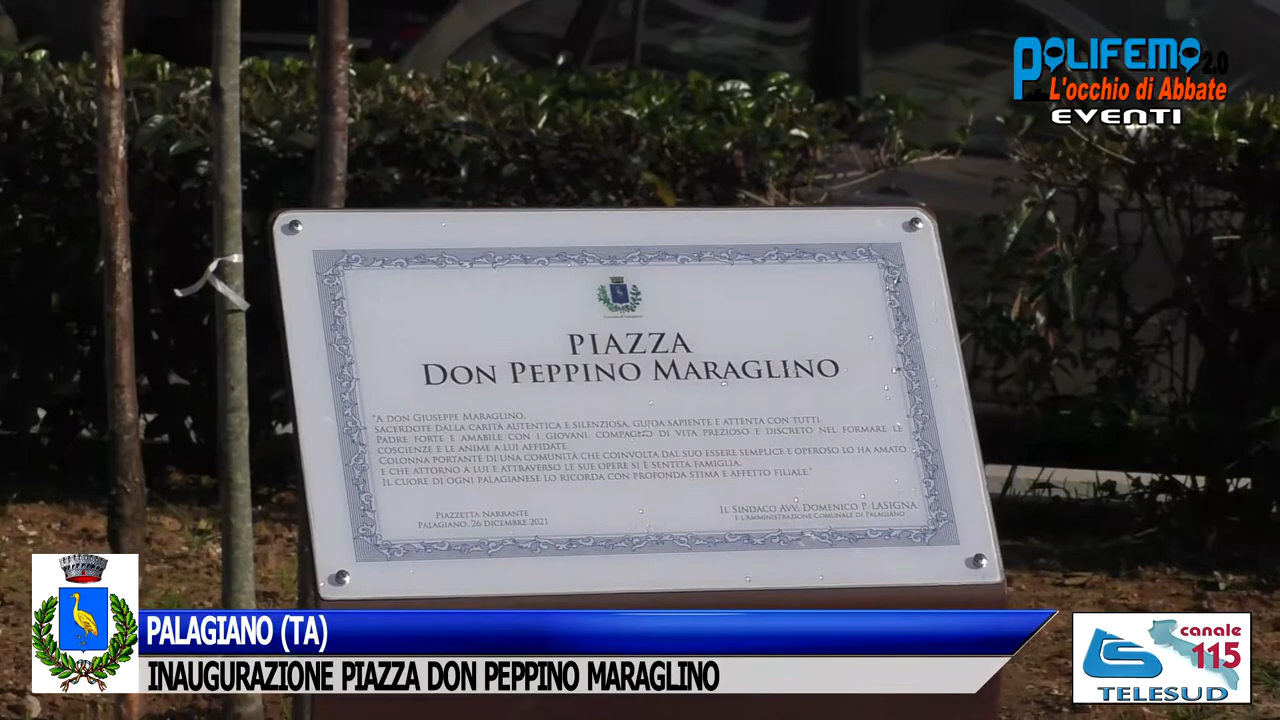 POLIFEMO 2.0
L'occhio di Abbate
EVENTI
PIAZZA
DON PEPPINO MARAGLINO
"A DON GIUSEPPE MARAGLINO,
SACERDOTE DALLA CARITÀ AUTENTICA E SILENZIOSA, GUIDA SAPIENTE E ATTENTA CON TUTTI.
PADRE FORTE E AMABILE CON I GIOVANI, COMPAGNO DI VITA PREZIOSO E DISCRETO NEL FORMARE LE
COSCIENZE E LE ANIME A LUI AFFIDATE.
COLONNA PORTANTE DI UNA COMUNITÀ CHE COINVOLTA DAL SUO ESSERE SEMPLICE E OPEROSO LO HA AMATO
E CHE ATTORNO A LUI E ATTRAVERSO LE SUE OPERE SI È SENTITA FAMIGLIA.
IL CUORE DI OGNI PALAGIANESE LO RICORDA CON PROFONDA STIMA E AFFETTO FILIALE."
PIAZZETTA NARRANTE
PALAGIANO, 26 DICEMBRE 2021
IL SINDACO AVV. DOMENICO P. LASIGNA
E L'AMMINISTRAZIONE COMUNALE DI PALAGIANO
PALAGIANO (TA)
INAUGURAZIONE PIAZZA DON PEPPINO MARAGLINO
canale
115
TELESUD